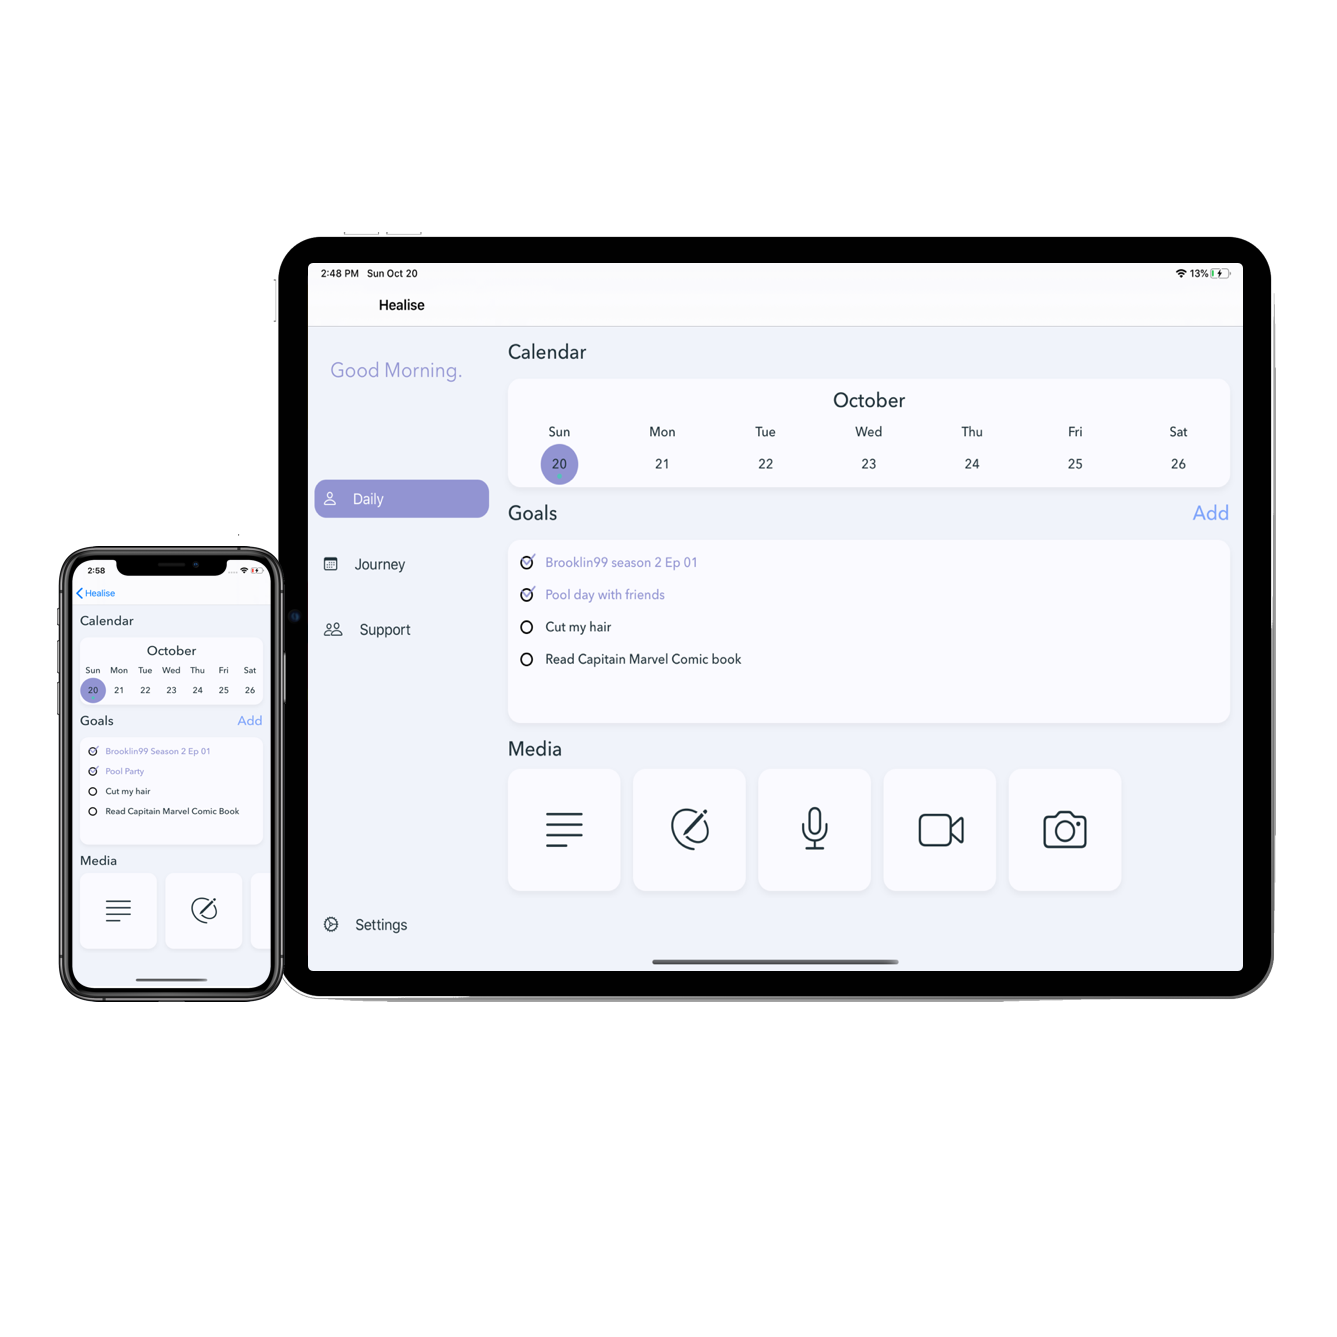 2:48 PM Sun Oct 20
13%
Healise
Good Morning.
Daily
Journey
Support
Settings
Calendar
October
Sun Mon Tue Wed Thu Fri Sat
20 21 22 23 24 25 26
Goals Add
Brooklin99 season 2 Ep 01
Pool day with friends
Cut my hair
Read Capitain Marvel Comic book
Media
2:58
Healise
Calendar
October
Sun Mon Tue Wed Thu Fri Sat
20 21 22 23 24 25 26
Goals Add
Brooklin99 Season 2 Ep 01
Pool Party
Cut my hair
Read Capitain Marvel Comic Book
Media